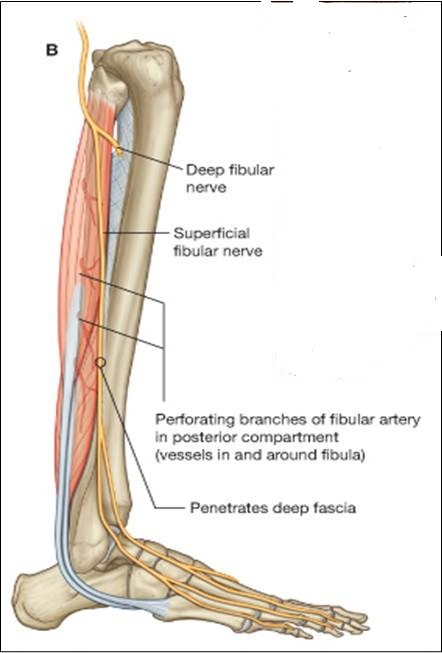 B
Deep fibular
nerve
Superficial
fibular nerve
Perforating branches of fibular artery
in posterior compartment
(vessels in and around fibula)
Penetrates deep fascia